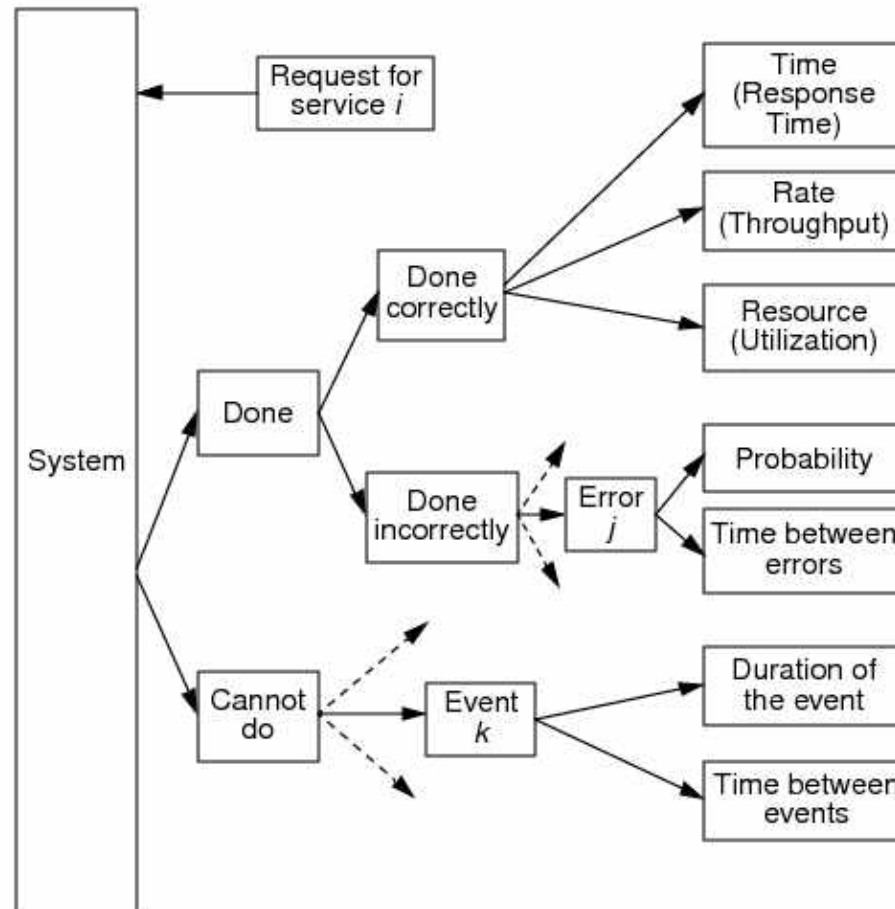 System
Request for
service i
Time
(Response
Time)
Rate
(Throughput)
Resource
(Utilization)
Done
correctly
Done
Done
incorrectly
Error
j
Probability
Time between
errors
Cannot
do
Event
k
Duration of
the event
Time between
events